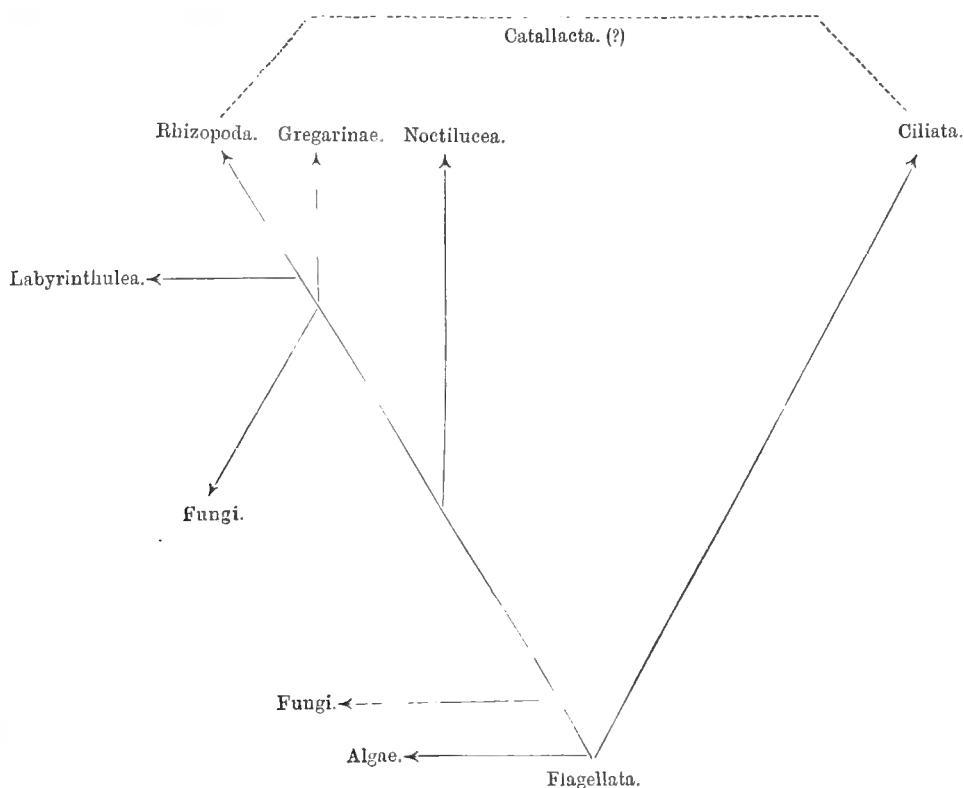 Catallacta. (?)
Rhizopoda. Gregarinae. Noctilucea. Ciliata.
Labyrinthulea.
Fungi.
Fungi.
Algae.
Flagellata.